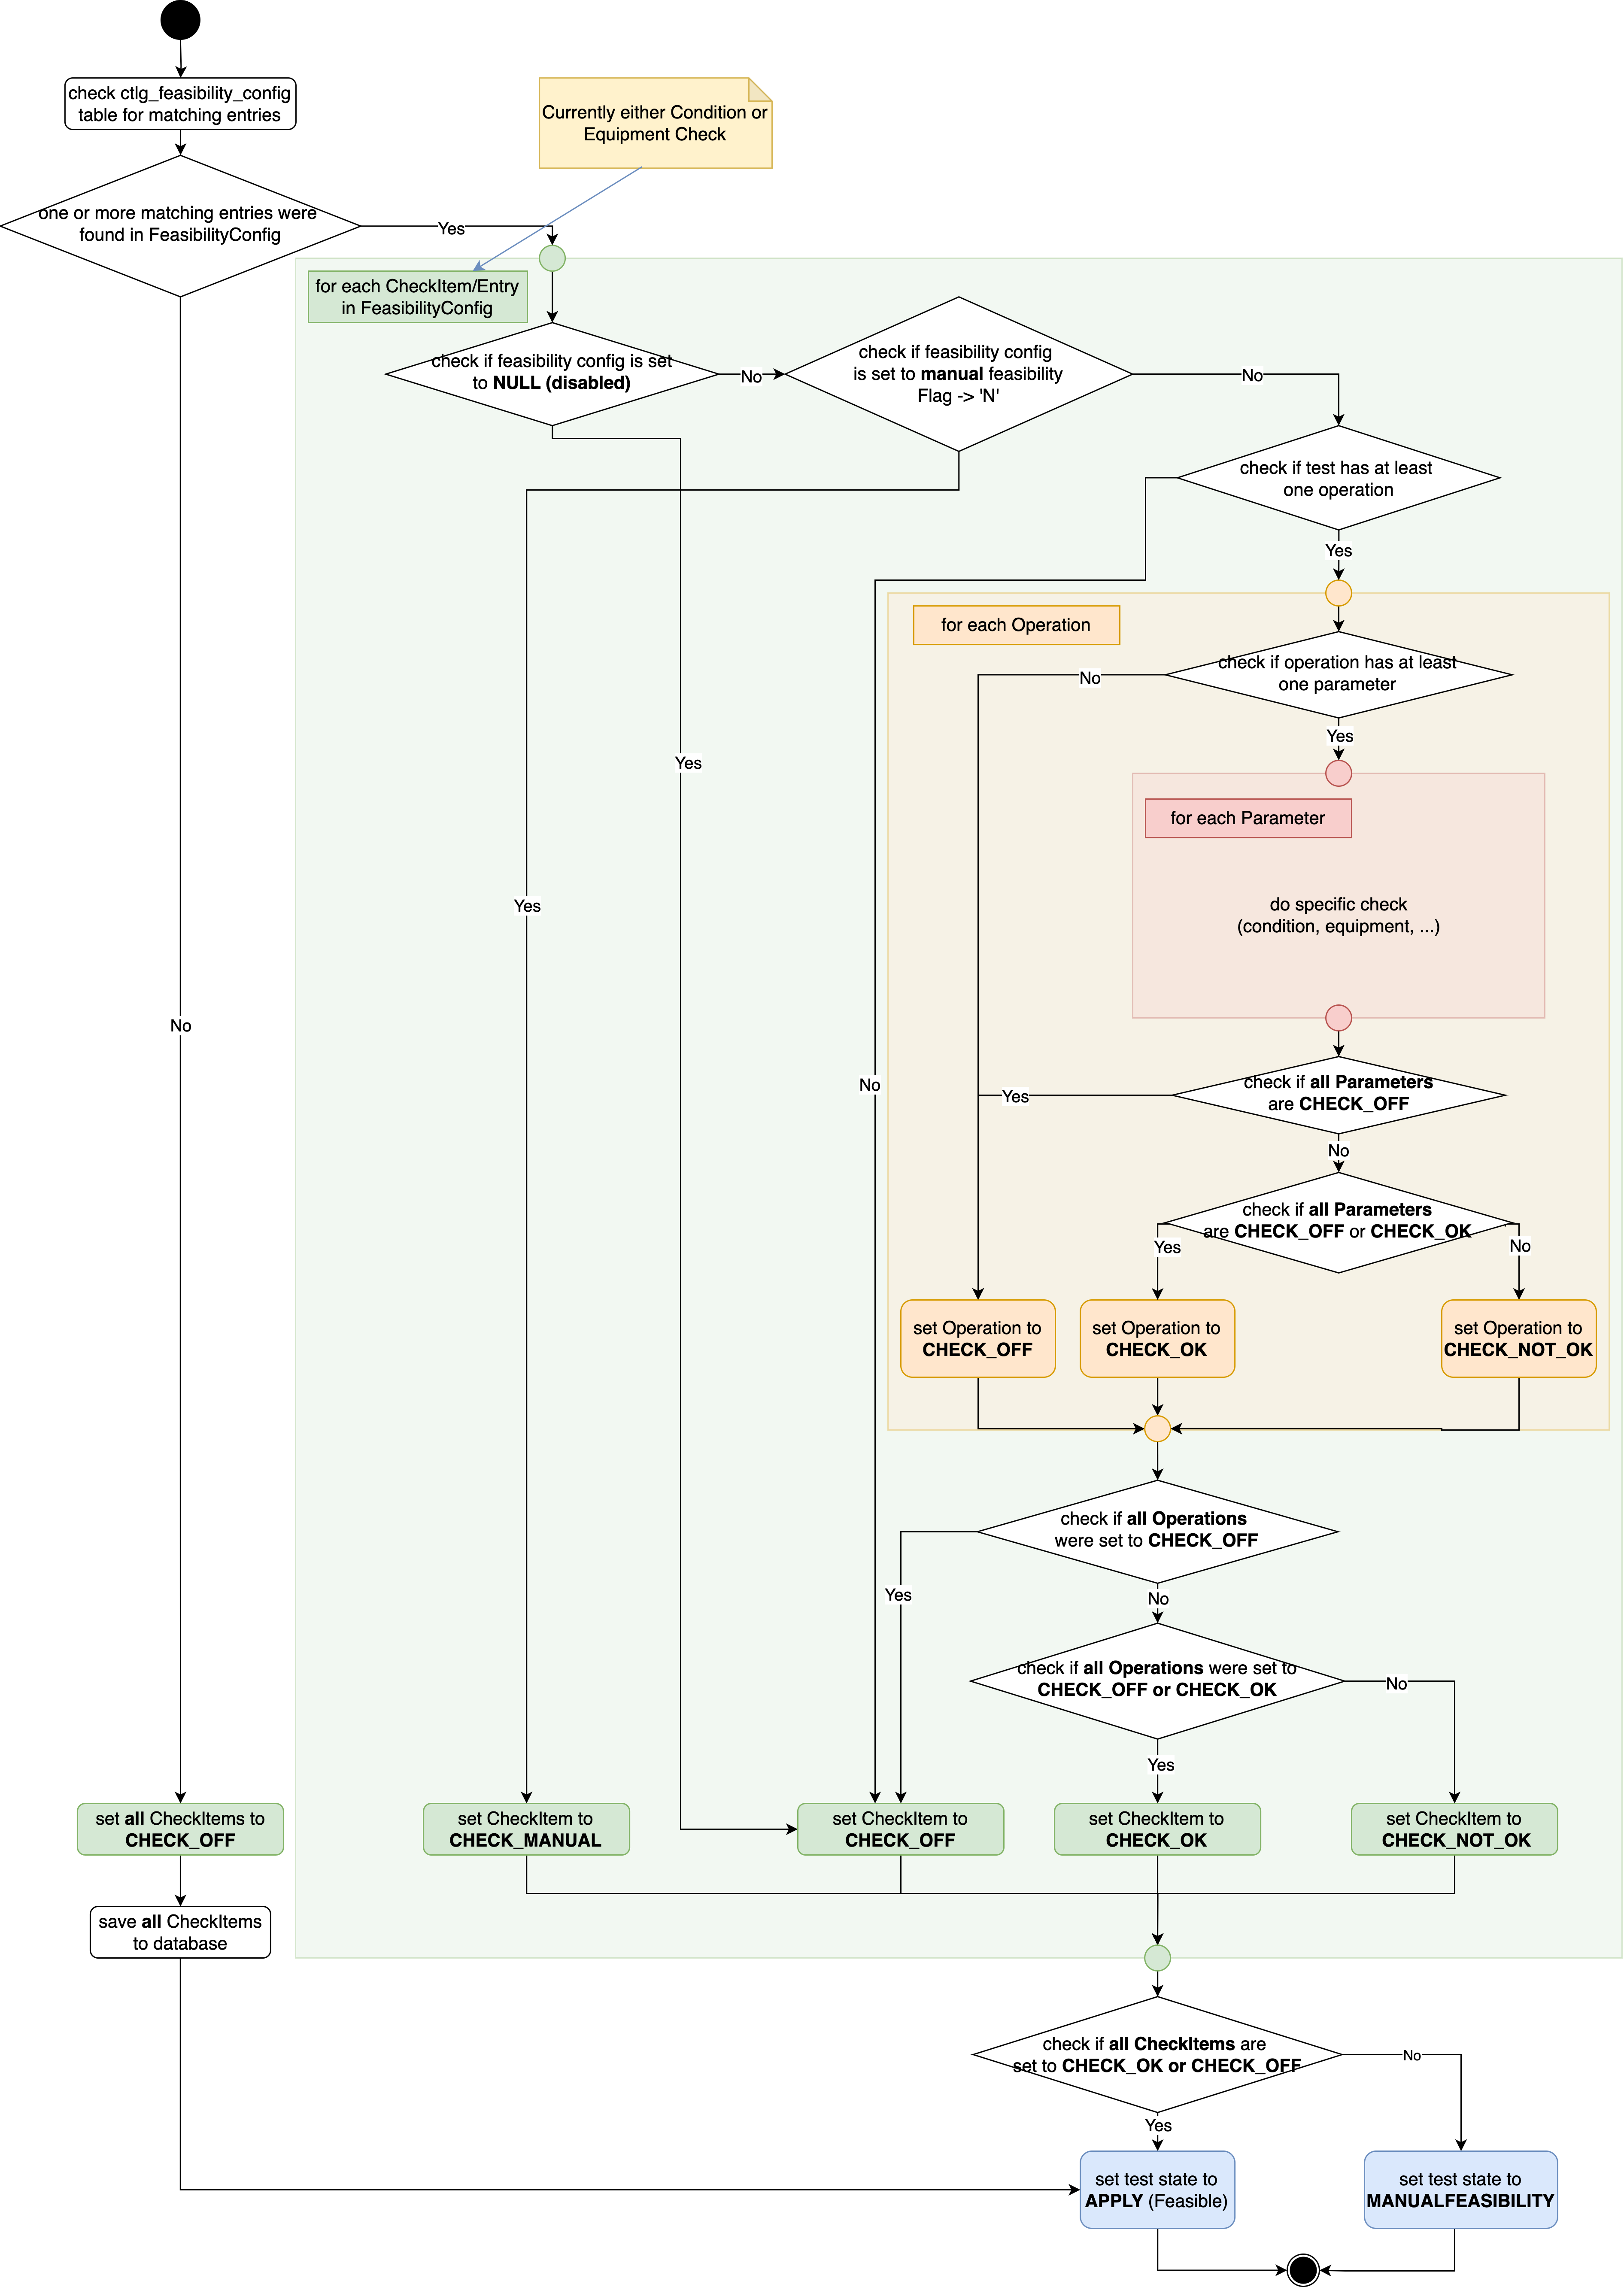 check ctlg_feasibility_config
table for matching entries
Currently either Condition or
Equipment Check
one or more matching entries were
found in FeasibilityConfig
Yes
for each CheckItem/Entry
in FeasibilityConfig
check if feasibility config is set
to NULL (disabled)
No
check if feasibility config
is set to manual feasibility
Flag -> 'N'
No
check if test has at least
one operation
Yes
for each Operation
check if operation has at least
one parameter
No
Yes
Yes
for each Parameter
do specific check
(condition, equipment, ...)
Yes
No
No
check if all Parameters
are CHECK_OFF
Yes
No
check if all Parameters
are CHECK_OFF or CHECK_OK
Yes
No
set Operation to
CHECK_OFF
set Operation to
CHECK_OK
set Operation to
CHECK_NOT_OK
check if all Operations
were set to CHECK_OFF
Yes
No
check if all Operations were set to
CHECK_OFF or CHECK_OK
No
Yes
set all CheckItems to
CHECK_OFF
set CheckItem to
CHECK_MANUAL
set CheckItem to
CHECK_OFF
set CheckItem to
CHECK_OK
set CheckItem to
CHECK_NOT_OK
save all CheckItems
to database
check if all CheckItems are
set to CHECK_OK or CHECK_OFF
No
Yes
set test state to
APPLY (Feasible)
set test state to
MANUALFEASIBILITY